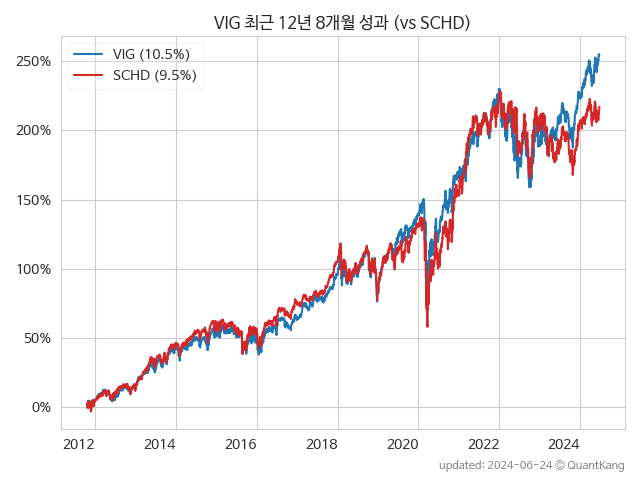 VIG 최근 12년 8개월 성과 (vs SCHD)
VIG (10.5%)
SCHD (9.5%)
250%
200%
150%
100%
50%
0%
2012 2014 2016 2018 2020 2022 2024
updated: 2024-06-24 © QuantKang